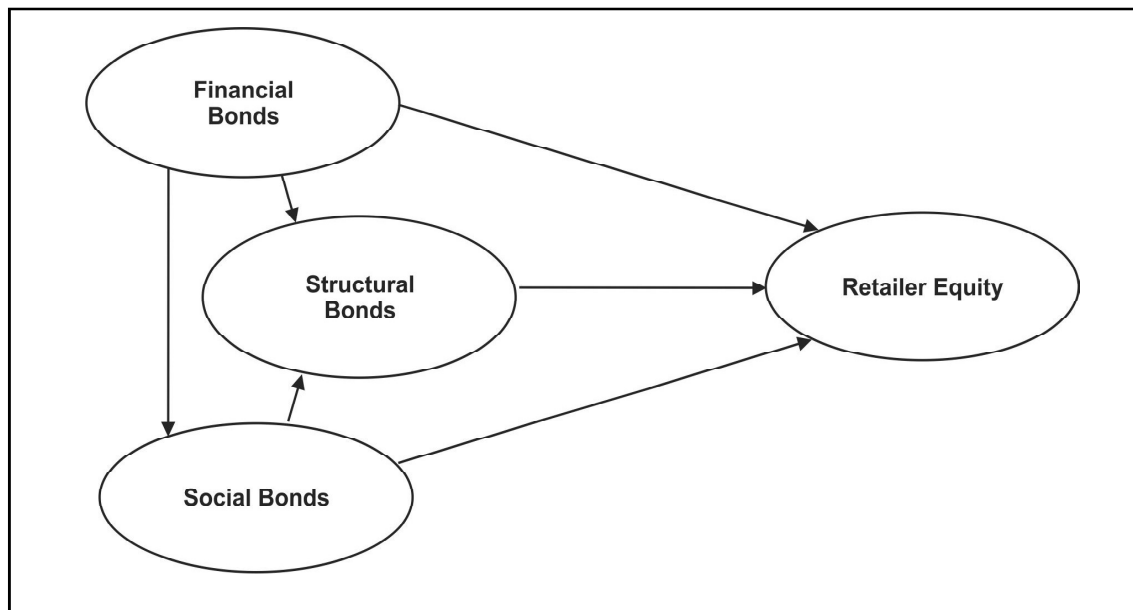 Financial
Bonds
Structural
Bonds
Retailer Equity
Social Bonds